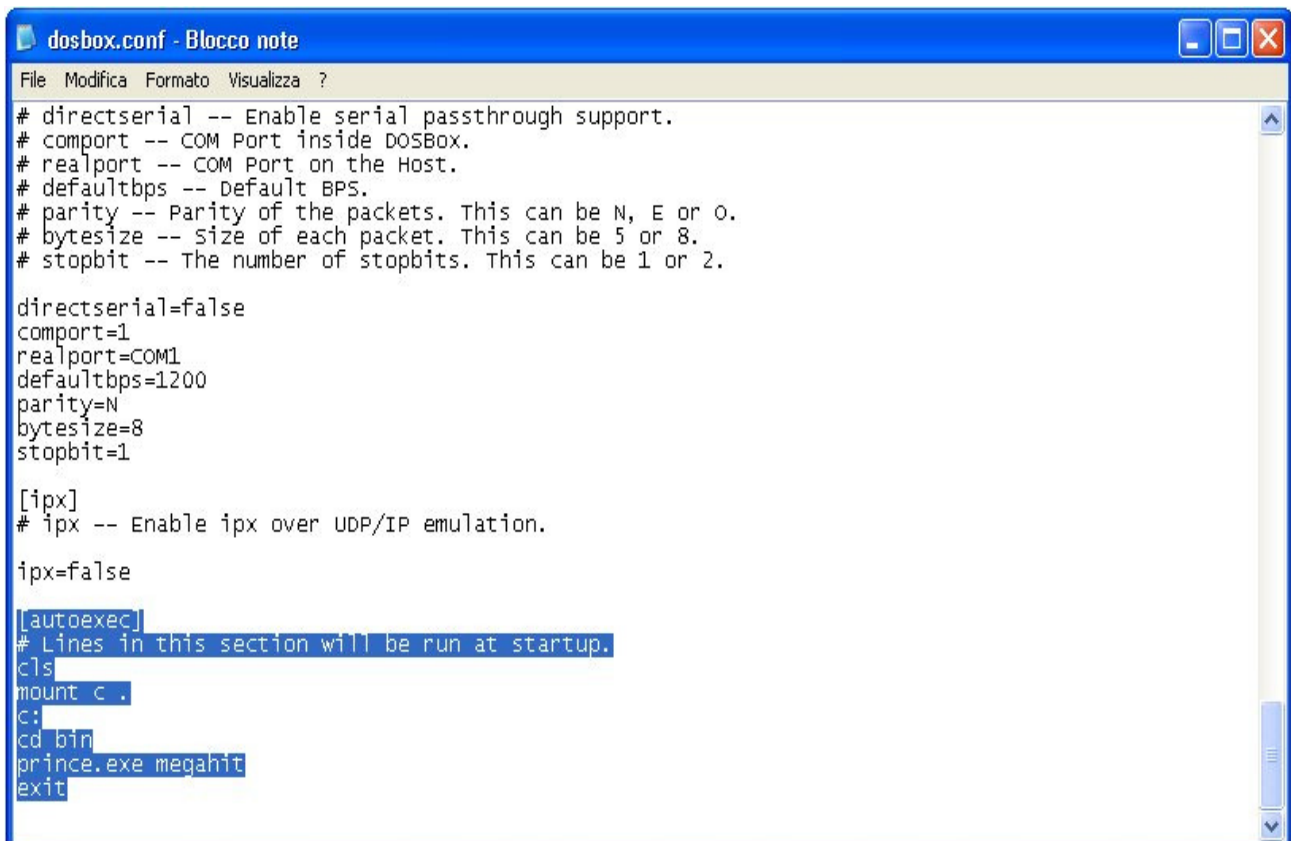 dosbox.conf - Blocco note
File Modifica Formato Visualizza ?
# directserial -- Enable serial passthrough support.
# comport -- COM Port inside DOSBox.
# realport -- COM Port on the Host.
# defaultbps -- Default BPS.
# parity -- Parity of the packets. This can be N, E or O.
# bytesize -- Size of each packet. This can be 5 or 8.
# stopbit -- The number of stopbits. This can be 1 or 2.
directserial=false
comport=1
realport=COM1
defaultbps=1200
parity=N
bytesize=8
stopbit=1
[ipx]
# ipx -- Enable ipx over UDP/IP emulation.
ipx=false
[autoexec]
# Lines in this section will be run at startup.
cls
mount c .
c:
cd bin
prince.exe megahit
exit